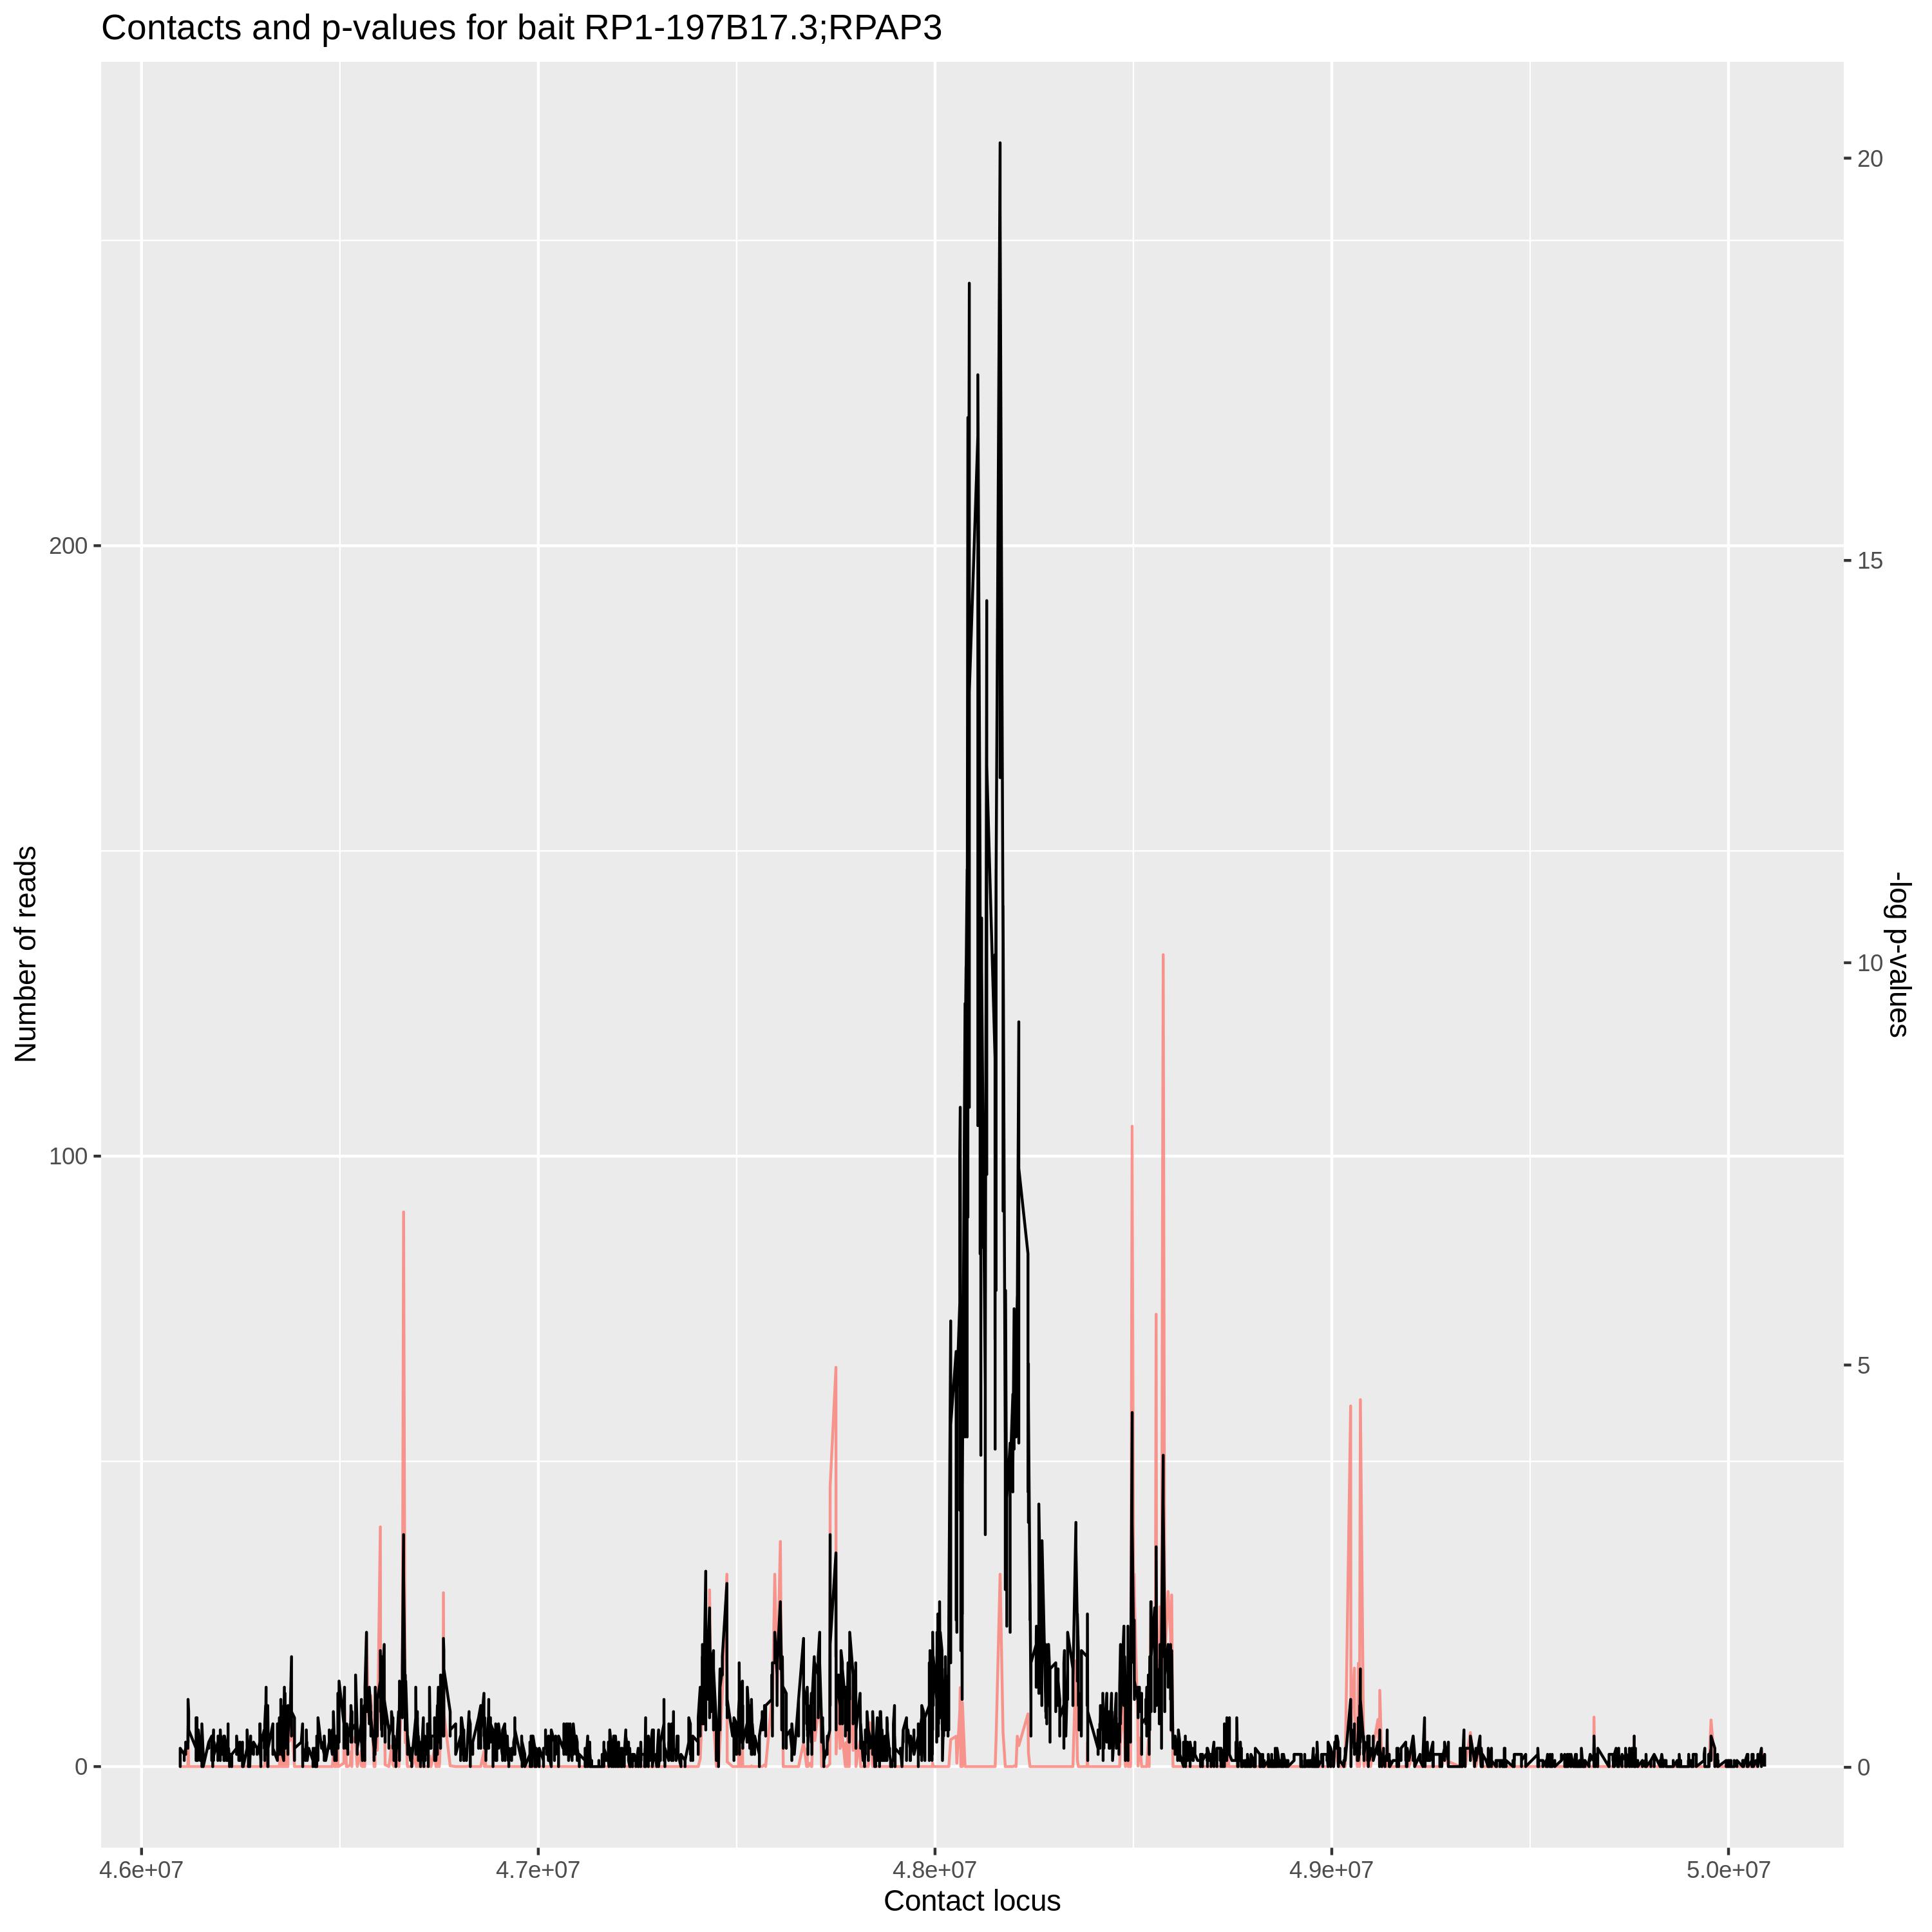 Contacts and p-values for bait RP1-197B17.3;RPAP3
20
200
15
Number of reads
-log p-values
10
100
5
0
0
4.6e+07
4.7e+07
4.8e+07
4.9e+07
5.0e+07
Contact locus